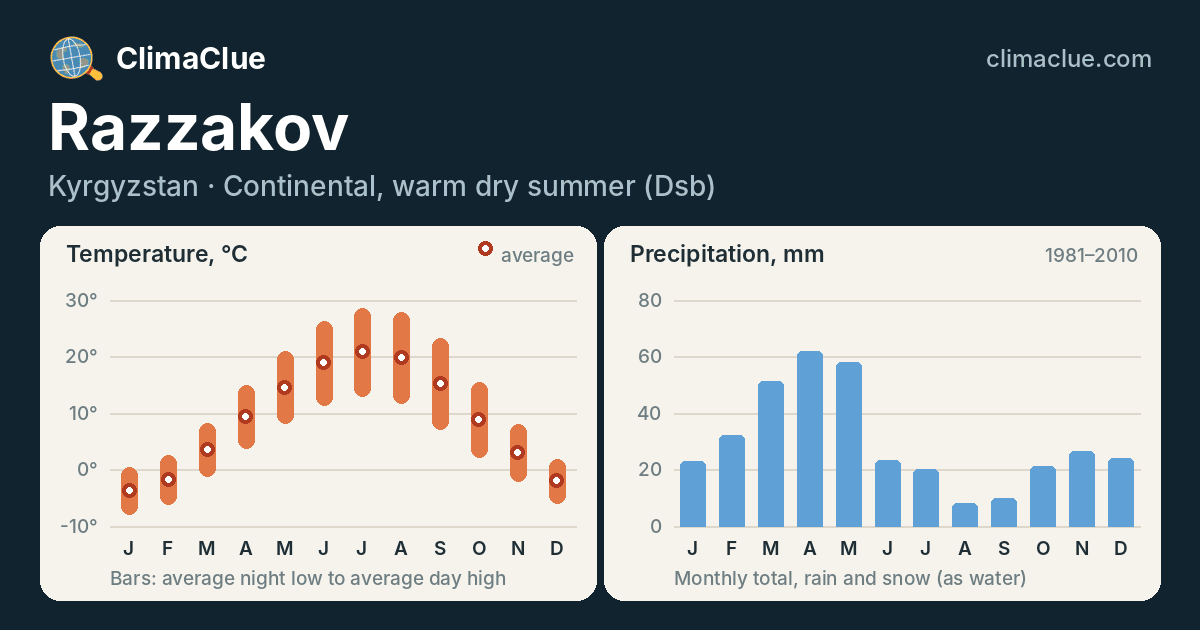 ClimaClue
climaclue.com
Razzakov
Kyrgyzstan · Continental, warm dry summer (Dsb)
Temperature, °C
average
30°
20°
10°
0°
-10°
J F M A M J J A S O N D
Bars: average night low to average day high
Precipitation, mm
1981–2010
80
60
40
20
0
J F M A M J J A S O N D
Monthly total, rain and snow (as water)